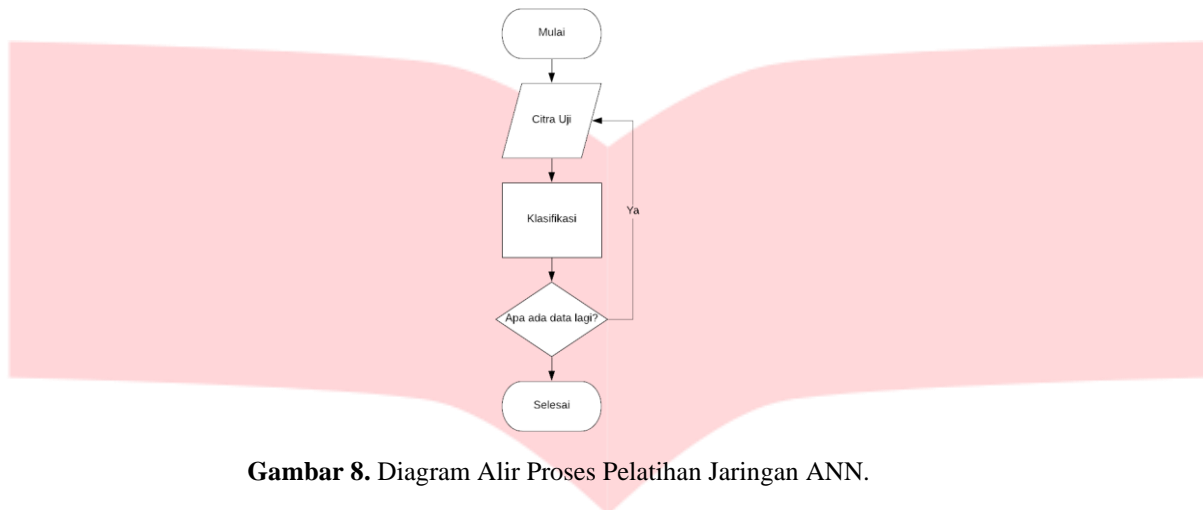 Mulai
Citra Uji
Klasifikasi
Ya
Apa ada data lagi?
Selesai
Gambar 8. Diagram Alir Proses Pelatihan Jaringan ANN.